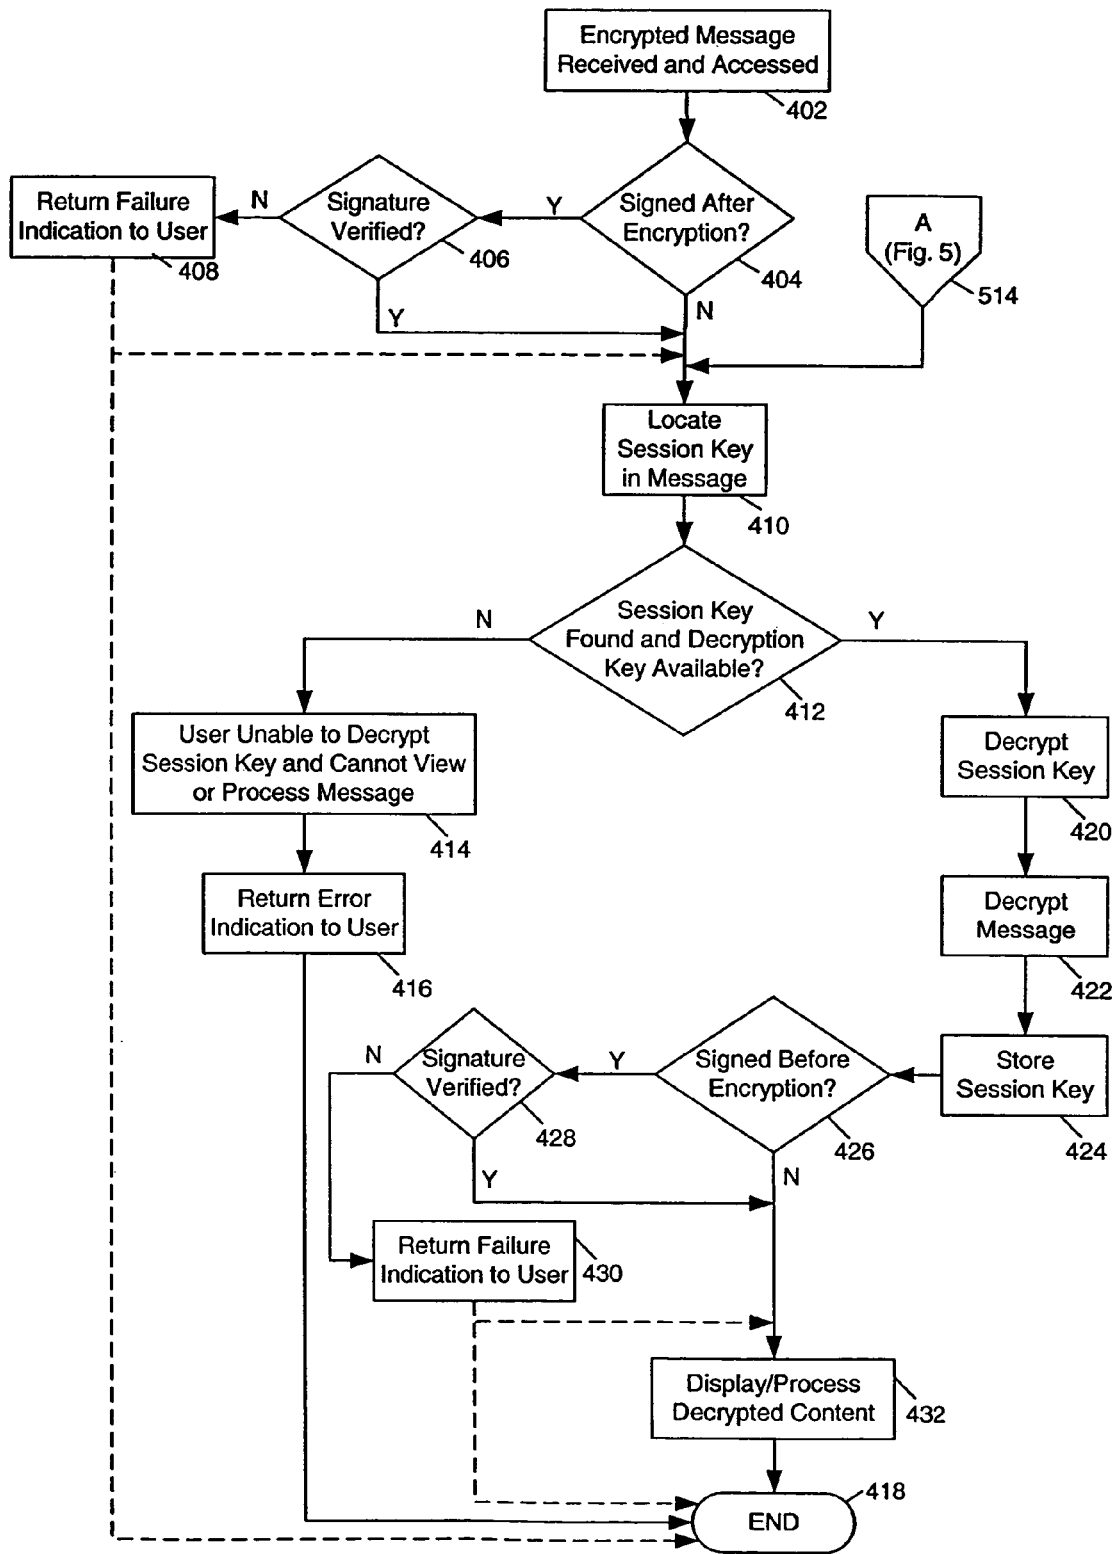 Encrypted Message
Received and Accessed
402
Return Failure
Indication to User
408
N
Signature
Verified?
406
Y
Y
Signed After
Encryption?
404
N
A
(Fig. 5)
514
Locate
Session Key
in Message
410
N
Session Key
Found and Decryption
Key Available?
412
Y
User Unable to Decrypt
Session Key and Cannot View
or Process Message
414
Decrypt
Session Key
420
Return Error
Indication to User
416
Decrypt
Message
422
N
Signature
Verified?
428
Y
Y
Signed Before
Encryption?
426
N
Store
Session Key
424
Return Failure
Indication to User
430
Display/Process
Decrypted Content
432
END
418